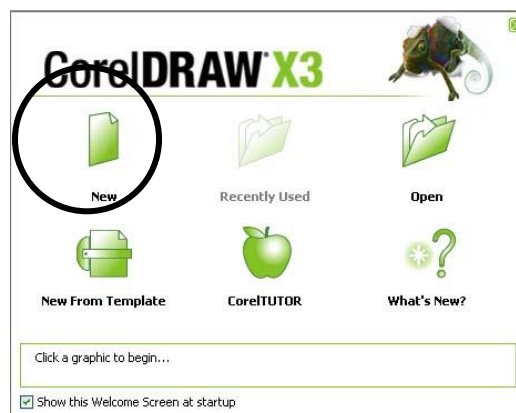 CorelDRAW X3
New
Recently Used
Open
New From Template
CorelTUTOR
What's New?
Click a graphic to begin...
Show this Welcome Screen at startup